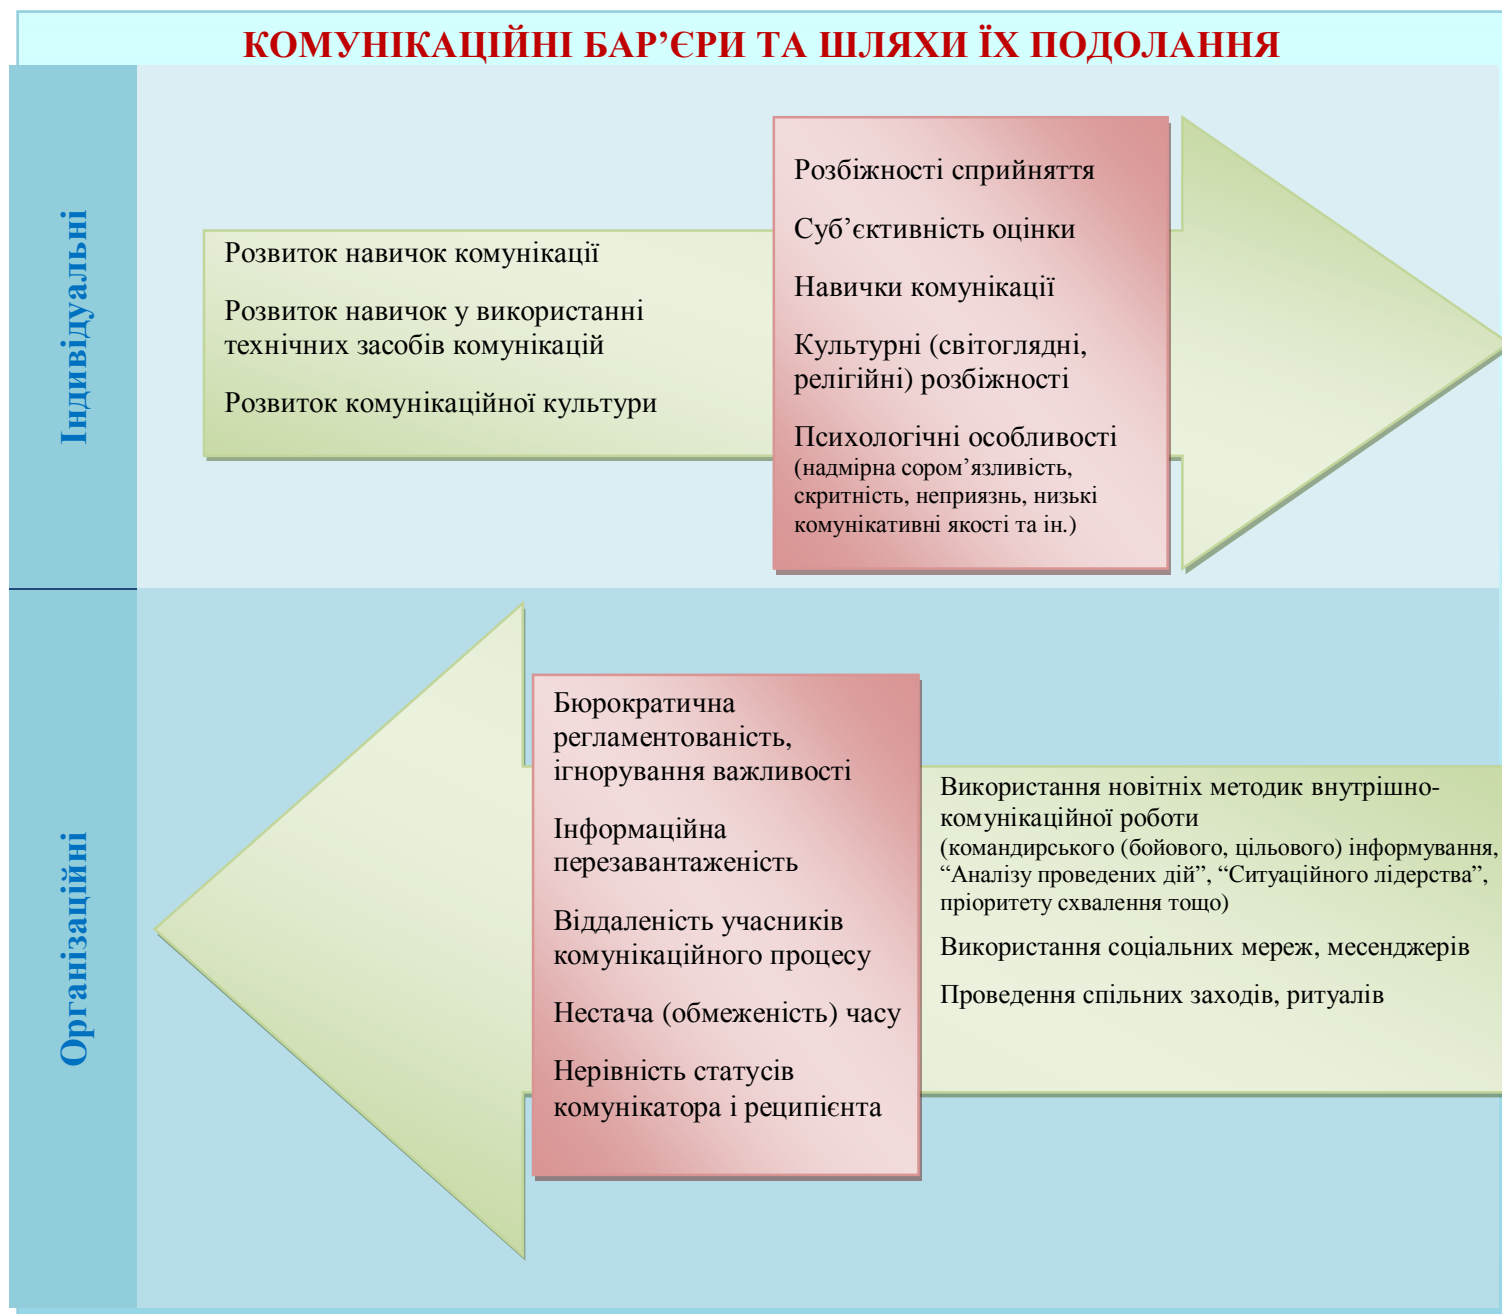 КОМУНІКАЦІЙНІ БАР’ЄРИ ТА ШЛЯХИ ЇХ ПОДОЛАННЯ
Індивідуальні
Розвиток навичок комунікації
Розвиток навичок у використанні
технічних засобів комунікацій
Розвиток комунікаційної культури
Розбіжності сприйняття
Суб’єктивність оцінки
Навички комунікації
Культурні (світоглядні,
релігійні) розбіжності
Психологічні особливості
(надмірна сором’язливість,
скритність, неприязнь, низькі
комунікативні якості та ін.)
Організаційні
Бюрократична
регламентованість,
ігнорування важливості
Інформаційна
перезавантаженість
Віддаленість учасників
комунікаційного процесу
Нестача (обмеженість) часу
Нерівність статусів
комунікатора і реципієнта
Використання новітніх методик внутрішно-
комунікаційної роботи
(командирського (бойового, цільового) інформування,
“Аналізу проведених дій”, “Ситуаційного лідерства”,
пріоритету схвалення тощо)
Використання соціальних мереж, месенджерів
Проведення спільних заходів, ритуалів